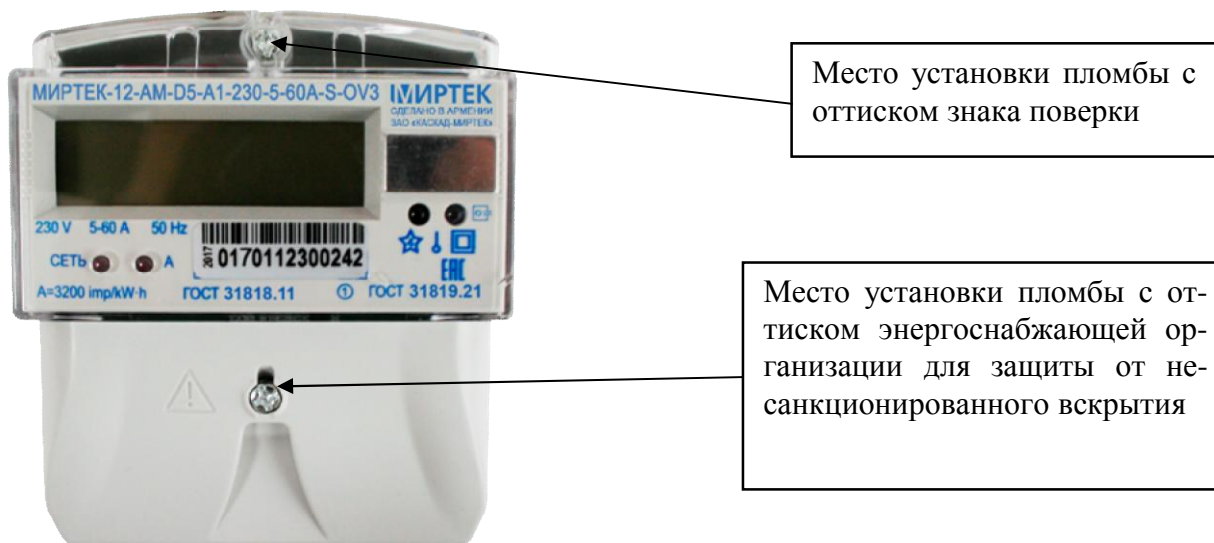 МИРТЕК-12-АМ-D5-A1-230-5-60A-S-OV3
МИРТЕК
СДЕЛАНО В АРМЕНИИ
ЗАО «КАСКАД-МИРТЕК»
230 V 5-60 A 50 Hz
СЕТЬ A
2017
0170112300242
EAC
A=3200 imp/kW·h ГОСТ 31818.11 1 ГОСТ 31819.21
Место установки пломбы с
оттиском знака поверки
Место установки пломбы с от-
тиском энергоснабжающей ор-
ганизации для защиты от не-
санкционированного вскрытия